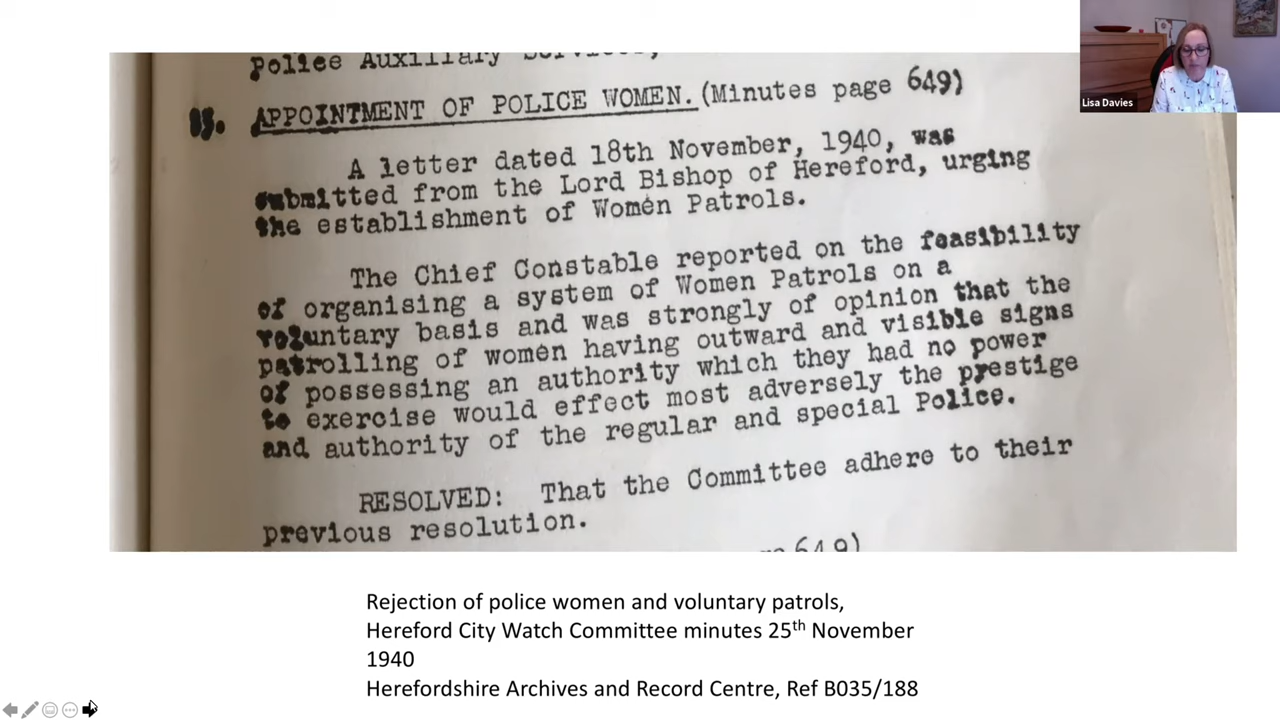 Police Auxiliary Services,
APPOINTMENT OF POLICE WOMEN. (Minutes page 649)
A letter dated 18th November, 1940, was
submitted from the Lord Bishop of Hereford, urging
the establishment of Women Patrols.
The Chief Constable reported on the feasibility
of organising a system of Women Patrols on a
voluntary basis and was strongly of opinion that the
patrolling of women having outward and visible signs
of possessing an authority which they had no power
to exercise would effect most adversely the prestige
and authority of the regular and special Police.
RESOLVED: That the Committee adhere to their
previous resolution.
649)
Lisa Davies
Rejection of police women and voluntary patrols,
Hereford City Watch Committee minutes 25th November
1940
Herefordshire Archives and Record Centre, Ref B035/188